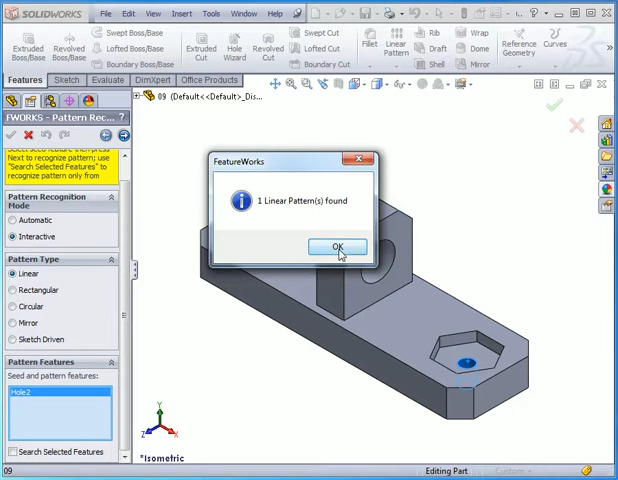 SOLIDWORKS File Edit View Insert Tools Window Help
Extruded Boss/Base
Revolved Boss/Base
Swept Boss/Base
Lofted Boss/Base
Boundary Boss/Base
Extruded Cut
Hole Wizard
Revolved Cut
Swept Cut
Lofted Cut
Boundary Cut
Fillet
Linear Pattern
Rib
Draft
Shell
Wrap
Dome
Mirror
Reference Geometry
Curves
Features Sketch Evaluate DimXpert Office Products
09 (Default<<Default>_Dis...
FWORKS - Pattern Rec... ?
Next to recognize pattern; use
"Search Selected Features" to
recognize pattern only from
Pattern Recognition Mode
Automatic
Interactive
Pattern Type
Linear
Rectangular
Circular
Mirror
Sketch Driven
Pattern Features
Seed and pattern features:
Hole2
Search Selected Features
FeatureWorks
1 Linear Pattern(s) found
OK
Y
Z
X
*Isometric
09
Editing Part
Custom